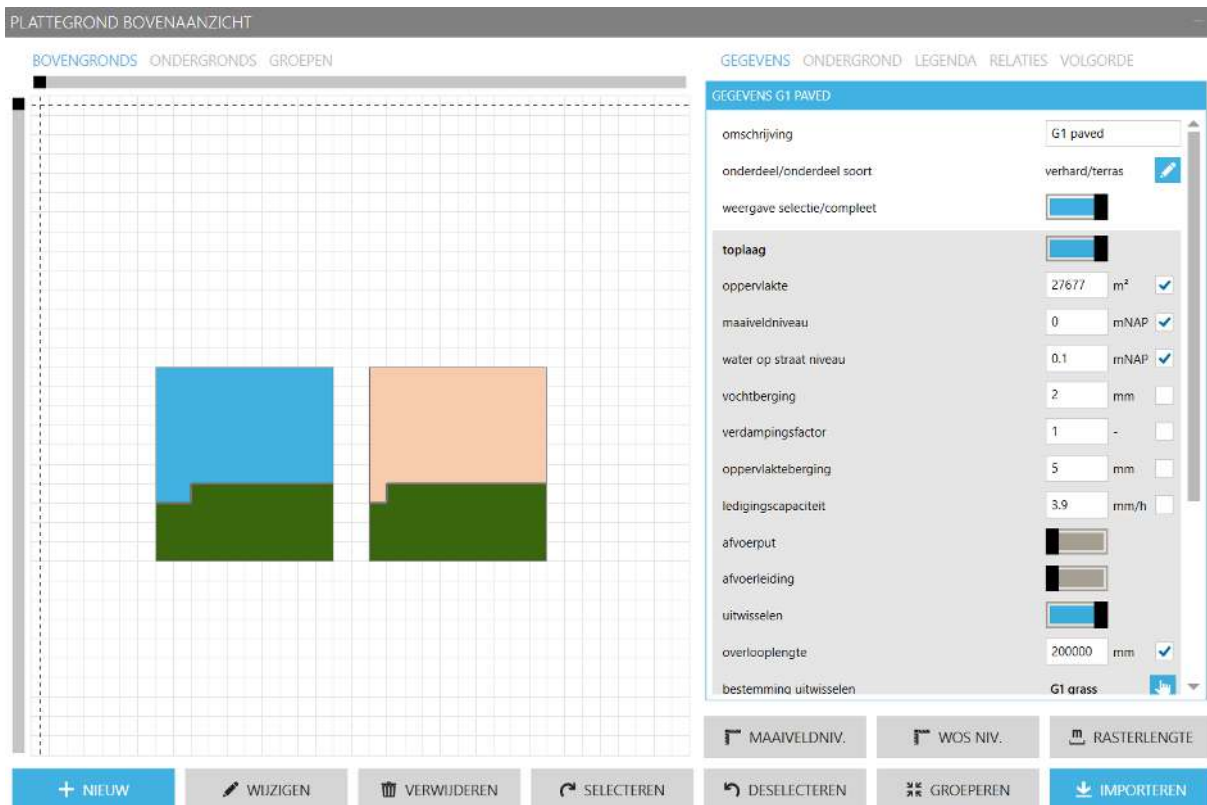 PLATTEGROND BOVENAANZICHT
BOVENGRONDS ONDERGRONDS GROEPEN
GEGEVENS ONDERGROND LEGENDA RELATIES VOLGORDE
GEGEVENS G1 PAVED
omschrijving G1 paved
onderdeel/onderdeel soort verhard/terras
weergave selectie/compleet
toplaag
oppervlakte 27677 m²
maaiveldniveau 0 mNAP
water op straat niveau 0.1 mNAP
vochtberging 2 mm
verdampingsfactor 1 -
oppervlakteberging 5 mm
ledigingscapaciteit 3.9 mm/h
afvoerput
afvoerleiding
uitwisselen
overlooplengte 200000 mm
bestemming uitwisselen G1 grass
MAAIVELDNIV. WOS NIV. RASTERLENGTE
NIEUW WIJZIGEN VERWIJDEREN SELECTEREN DESELECTEREN GROEPEREN IMPORTEREN